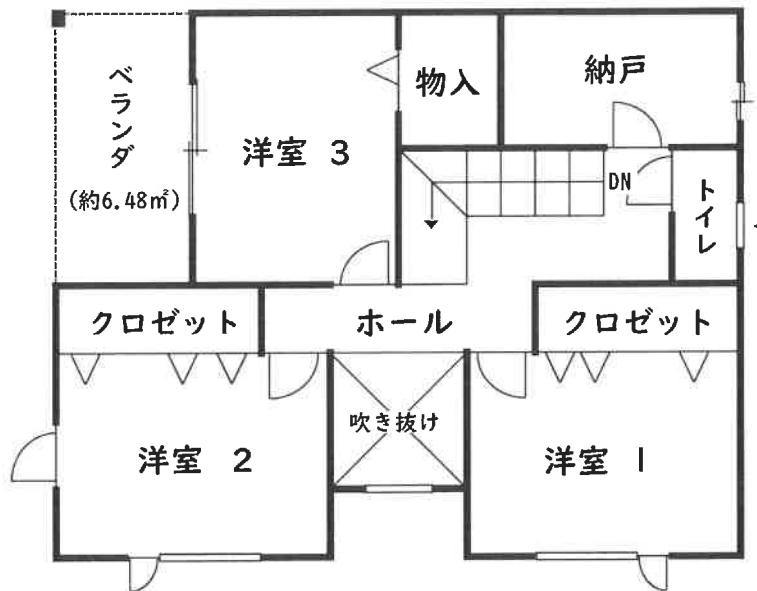 ベランダ
(約6.48㎡)
洋室 3
物入
納戸
DN
トイレ
クロゼット
ホール
クロゼット
洋室 2
吹き抜け
洋室 1